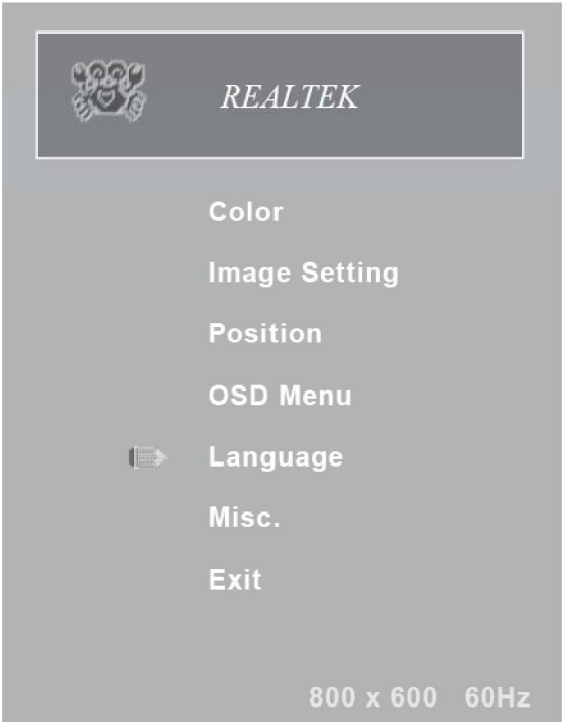 REALTEK
Color
Image Setting
Position
OSD Menu
Language
Misc.
Exit
800 x 600 60Hz